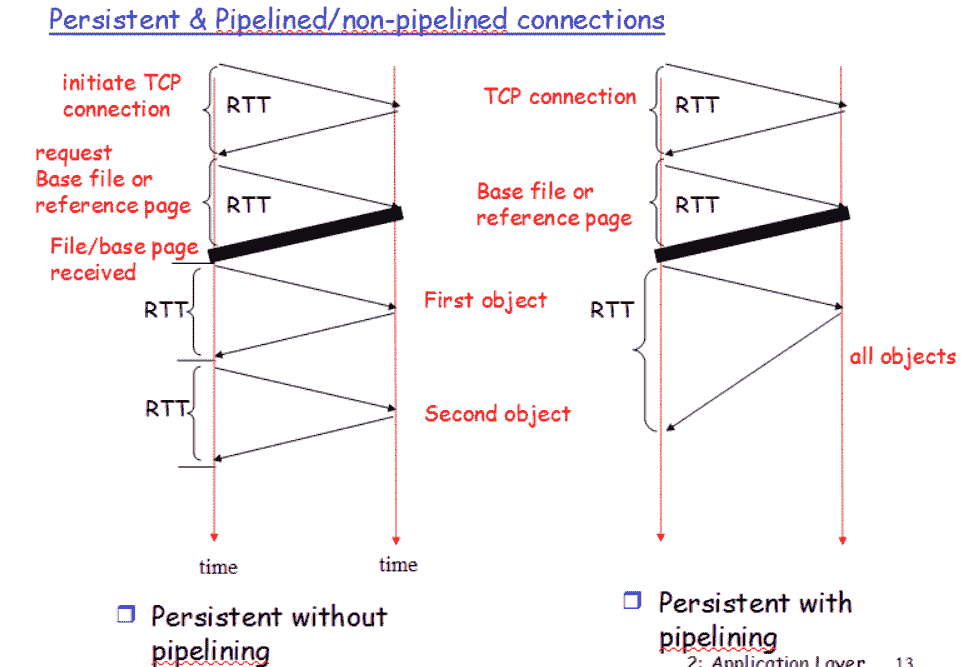 Persistent & Pipelined/non-pipelined connections
initiate TCP
connection
RTT
request
Base file or
reference page
RTT
File/base page
received
RTT
First object
RTT
Second object
time
time
❒ Persistent without
pipelining
TCP connection
RTT
Base file or
reference page
RTT
RTT
all objects
❒ Persistent with
pipelining
2: Application Layer 13